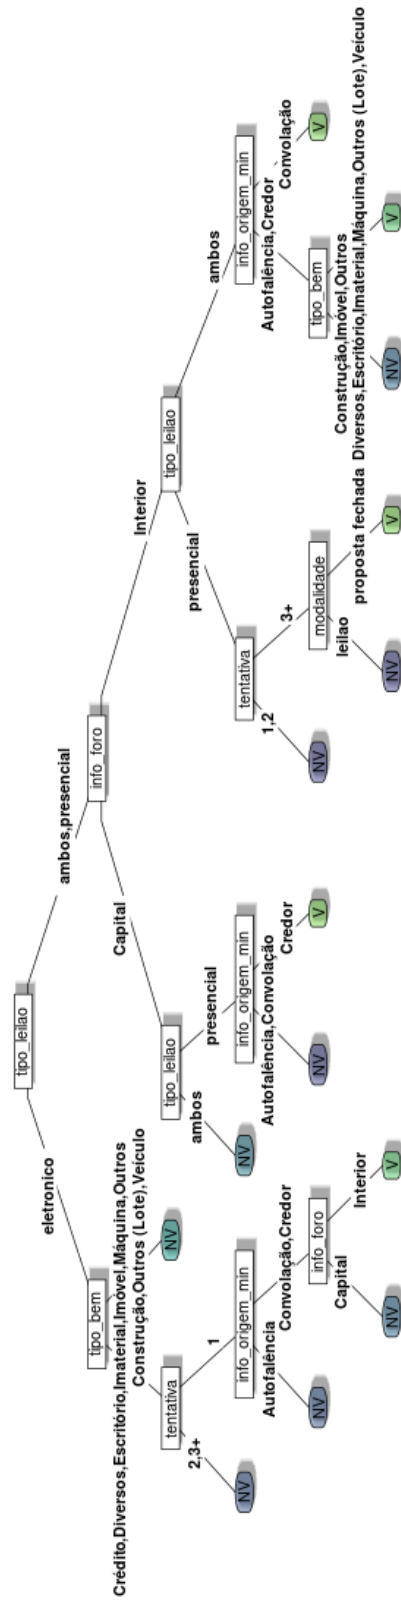 tipo_leilao
eletronico
ambos,presencial
tipo_bem
info_foro
Crédito,Diversos,Escritório,Imaterial,Imóvel,Máquina,Outros
Construção,Outros (Lote),Veículo
Capital
Interior
tentativa
NV
tipo_leilao
tipo_leilao
2,3+
1
ambos
presencial
presencial
ambos
NV
info_origem_min
NV
info_origem_min
tentativa
info_origem_min
Autofalência
Convolação,Credor
Autofalência,Convolação
Credor
1,2
3+
Autofalência,Credor
Convolação
NV
info_foro
NV
V
NV
modalidade
tipo_bem
V
Capital
Interior
leilao
proposta fechada
Construção,Imóvel,Outros
Diversos,Escritório,Imaterial,Máquina,Outros (Lote),Veículo
NV
V
NV
V
NV
V